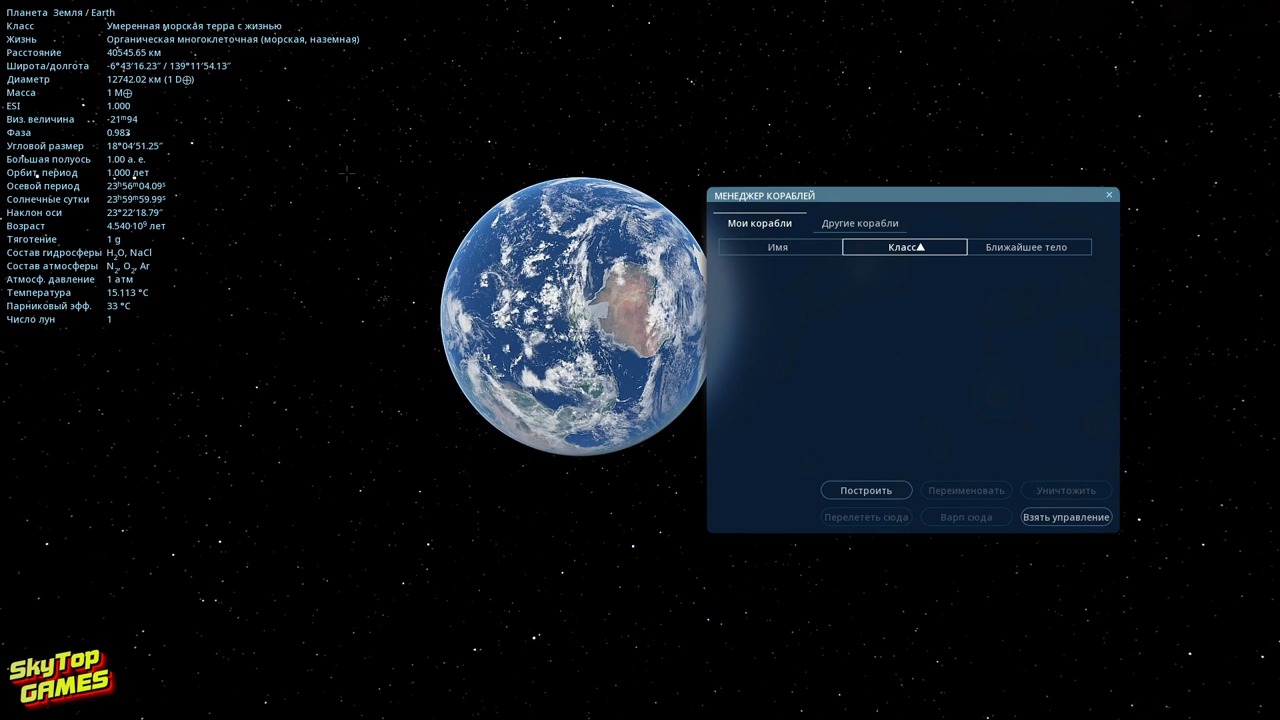 Планета Земля / Earth
Класс Умеренная морская терра с жизнью
Жизнь Органическая многоклеточная (морская, наземная)
Расстояние 40545.65 км
Широта/долгота -6°43′16.23″ / 139°11′54.13″
Диаметр 12742.02 км (1 D⊕)
Масса 1 M⊕
ESI 1.000
Виз. величина -21ᵐ94
Фаза 0.983
Угловой размер 18°04′51.25″
Большая полуось 1.00 а. е.
Орбит. период 1.000 лет
Осевой период 23ʰ56ᵐ04.09ˢ
Солнечные сутки 23ʰ59ᵐ59.99ˢ
Наклон оси 23°22′18.79″
Возраст 4.540·10⁹ лет
Тяготение 1 g
Состав гидросферы H₂O, NaCl
Состав атмосферы N₂, O₂, Ar
Атмосф. давление 1 атм
Температура 15.113 °C
Парниковый эфф. 33 °C
Число лун 1
МЕНЕДЖЕР КОРАБЛЕЙ ×
Мои корабли Другие корабли
Имя Класс▲ Ближайшее тело
Построить Переименовать Уничтожить
Перелететь сюда Варп сюда Взять управление
SkyTop
GAMES